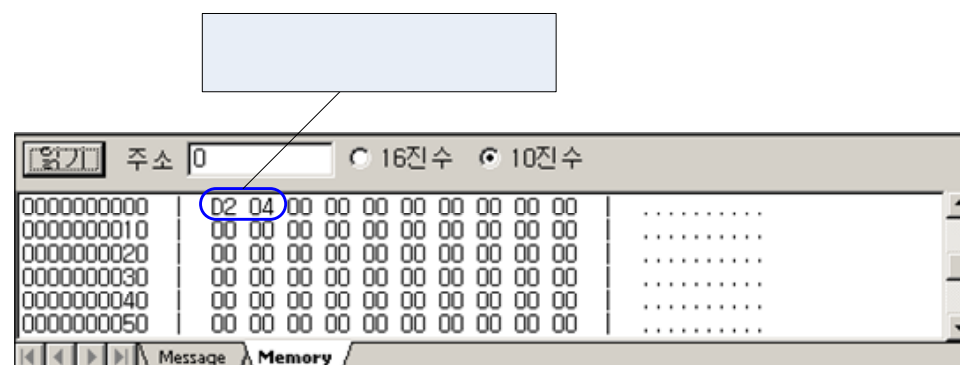 읽기 주소 0 16진수 10진수
0000000000 | 02 04 00 00 00 00 00 00 00 00 | ..........
0000000010 | 00 00 00 00 00 00 00 00 00 00 | ..........
0000000020 | 00 00 00 00 00 00 00 00 00 00 | ..........
0000000030 | 00 00 00 00 00 00 00 00 00 00 | ..........
0000000040 | 00 00 00 00 00 00 00 00 00 00 | ..........
0000000050 | 00 00 00 00 00 00 00 00 00 00 | ..........
Message Memory